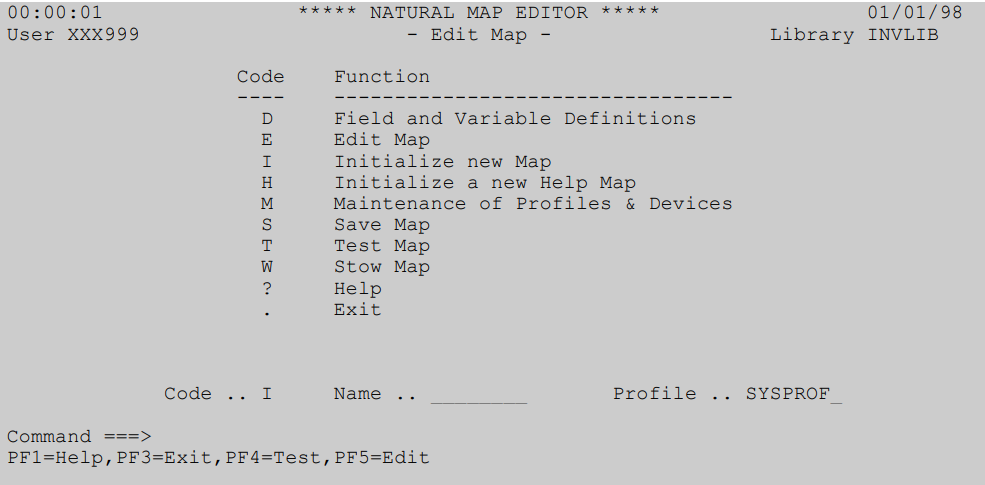 00:00:01 ***** NATURAL MAP EDITOR ***** 01/01/98
User XXX999 - Edit Map - Library INVLIB
Code Function
---- ---------------------------------
D Field and Variable Definitions
E Edit Map
I Initialize new Map
H Initialize a new Help Map
M Maintenance of Profiles & Devices
S Save Map
T Test Map
W Stow Map
? Help
. Exit
Code .. I Name .. ________ Profile .. SYSPROF_
Command ===>
PF1=Help,PF3=Exit,PF4=Test,PF5=Edit